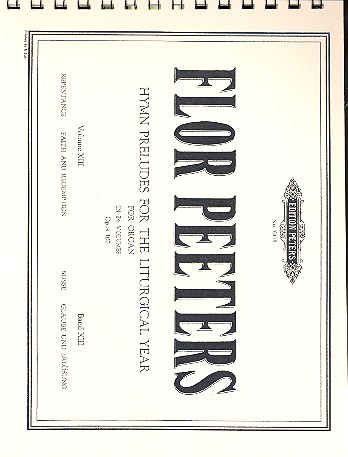 EDITION PETERS
FLOR PEETERS
HYMN PRELUDES FOR THE LITURGICAL YEAR
FOR ORGAN
IN 24 VOLUMES
Opus 100
Volume XIII
REPENTANCE FAITH AND REDEMPTION
Band XIII
BUSSE GLAUBE UND ERLÖSUNG